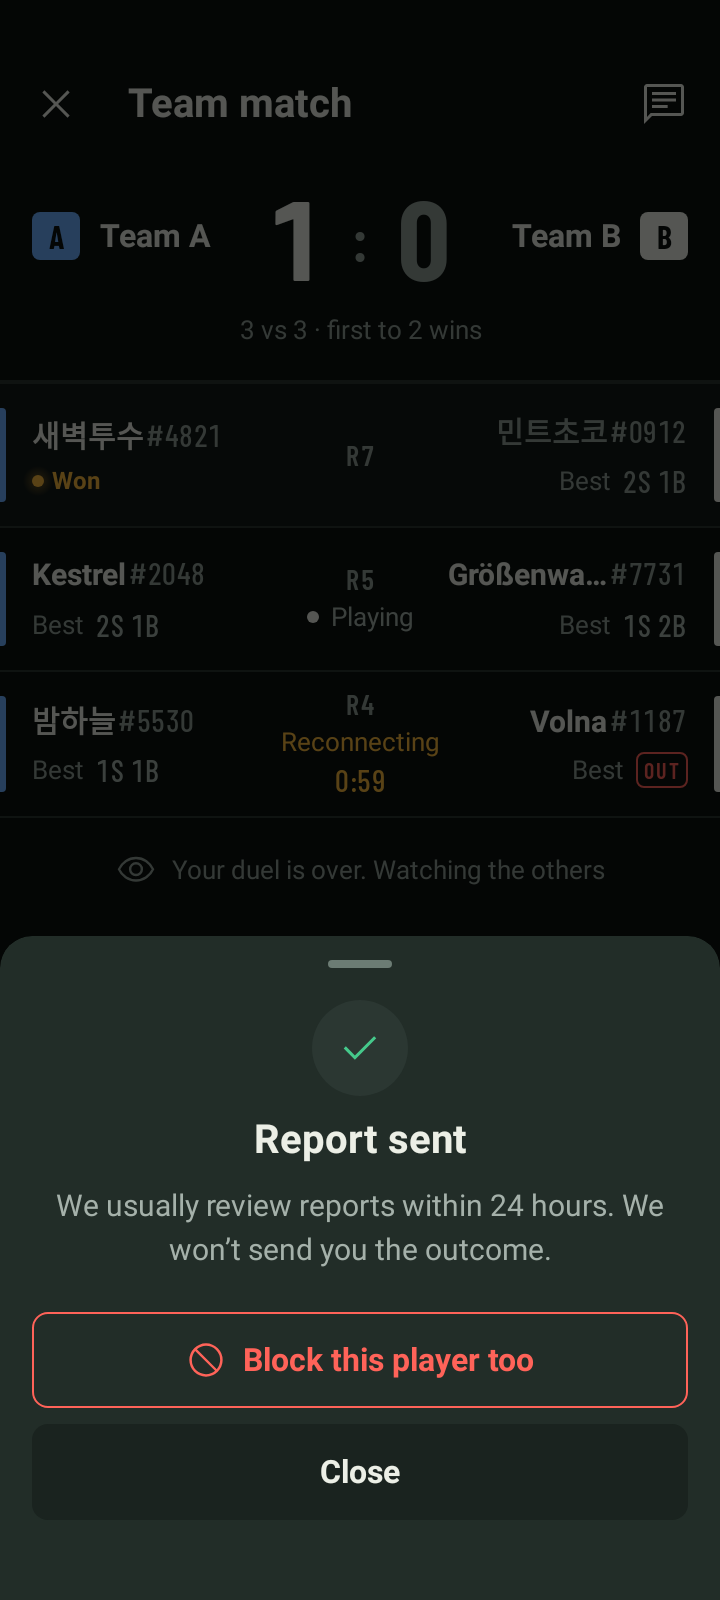 Team match
A Team A 1 : 0 Team B B
3 vs 3 · first to 2 wins
새벽투수#4821 R7 민트초코#0912
Won Best 2S 1B
Kestrel#2048 R5 Größenwa…#7731
Best 2S 1B Playing Best 1S 2B
밤하늘#5530 R4 Volna#1187
Best 1S 1B Reconnecting Best OUT
0:59
Your duel is over. Watching the others
Report sent
We usually review reports within 24 hours. We
won’t send you the outcome.
Block this player too
Close